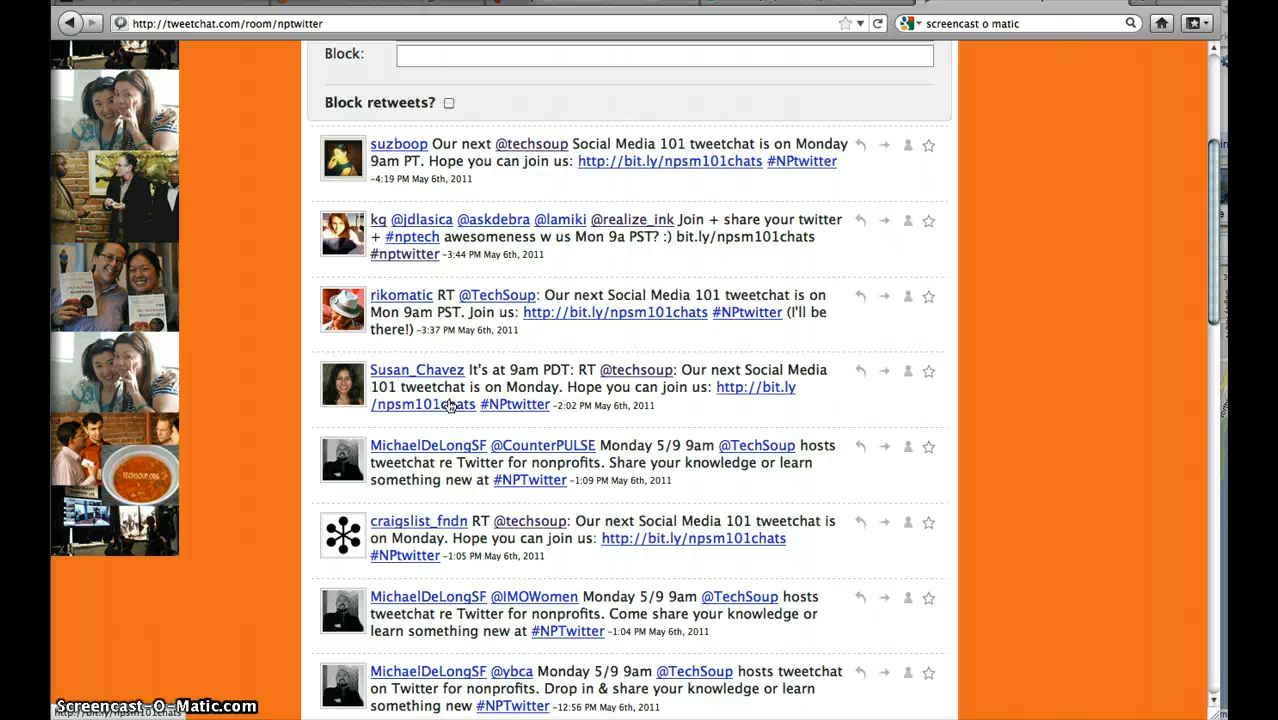 http://tweetchat.com/room/nptwitter
screencast o matic
Block:
Block retweets?
suzboop Our next @techsoup Social Media 101 tweetchat is on Monday
9am PT. Hope you can join us: http://bit.ly/npsm101chats #NPtwitter
-4:19 PM May 6th, 2011
kg @jdlasica @askdebra @lamiki @realize_ink Join + share your twitter
+ #nptech awesomeness w us Mon 9a PST? :) bit.ly/npsm101chats
#nptwitter -3:44 PM May 6th, 2011
rikomatic RT @TechSoup: Our next Social Media 101 tweetchat is on
Mon 9am PST. Join us: http://bit.ly/npsm101chats #NPtwitter (I'll be
there!) -3:37 PM May 6th, 2011
Susan_Chavez It's at 9am PDT: RT @techsoup: Our next Social Media
101 tweetchat is on Monday. Hope you can join us: http://bit.ly
/npsm101chats #NPtwitter -2:02 PM May 6th, 2011
MichaelDeLongSF @CounterPULSE Monday 5/9 9am @TechSoup hosts
tweetchat re Twitter for nonprofits. Share your knowledge or learn
something new at #NPTwitter -1:09 PM May 6th, 2011
craigslist_fndn RT @techsoup: Our next Social Media 101 tweetchat is
on Monday. Hope you can join us: http://bit.ly/npsm101chats
#NPtwitter -1:05 PM May 6th, 2011
MichaelDeLongSF @IMOWomen Monday 5/9 9am @TechSoup hosts
tweetchat re Twitter for nonprofits. Come share your knowledge or
learn something new at #NPTwitter -1:04 PM May 6th, 2011
MichaelDeLongSF @ybca Monday 5/9 9am @TechSoup hosts tweetchat
on Twitter for nonprofits. Drop in & share your knowledge or learn
something new #NPTwitter -12:56 PM May 6th, 2011
TECHSOUP.ORG
Screencast-O-Matic.com
http://bit.ly/npsm101chats